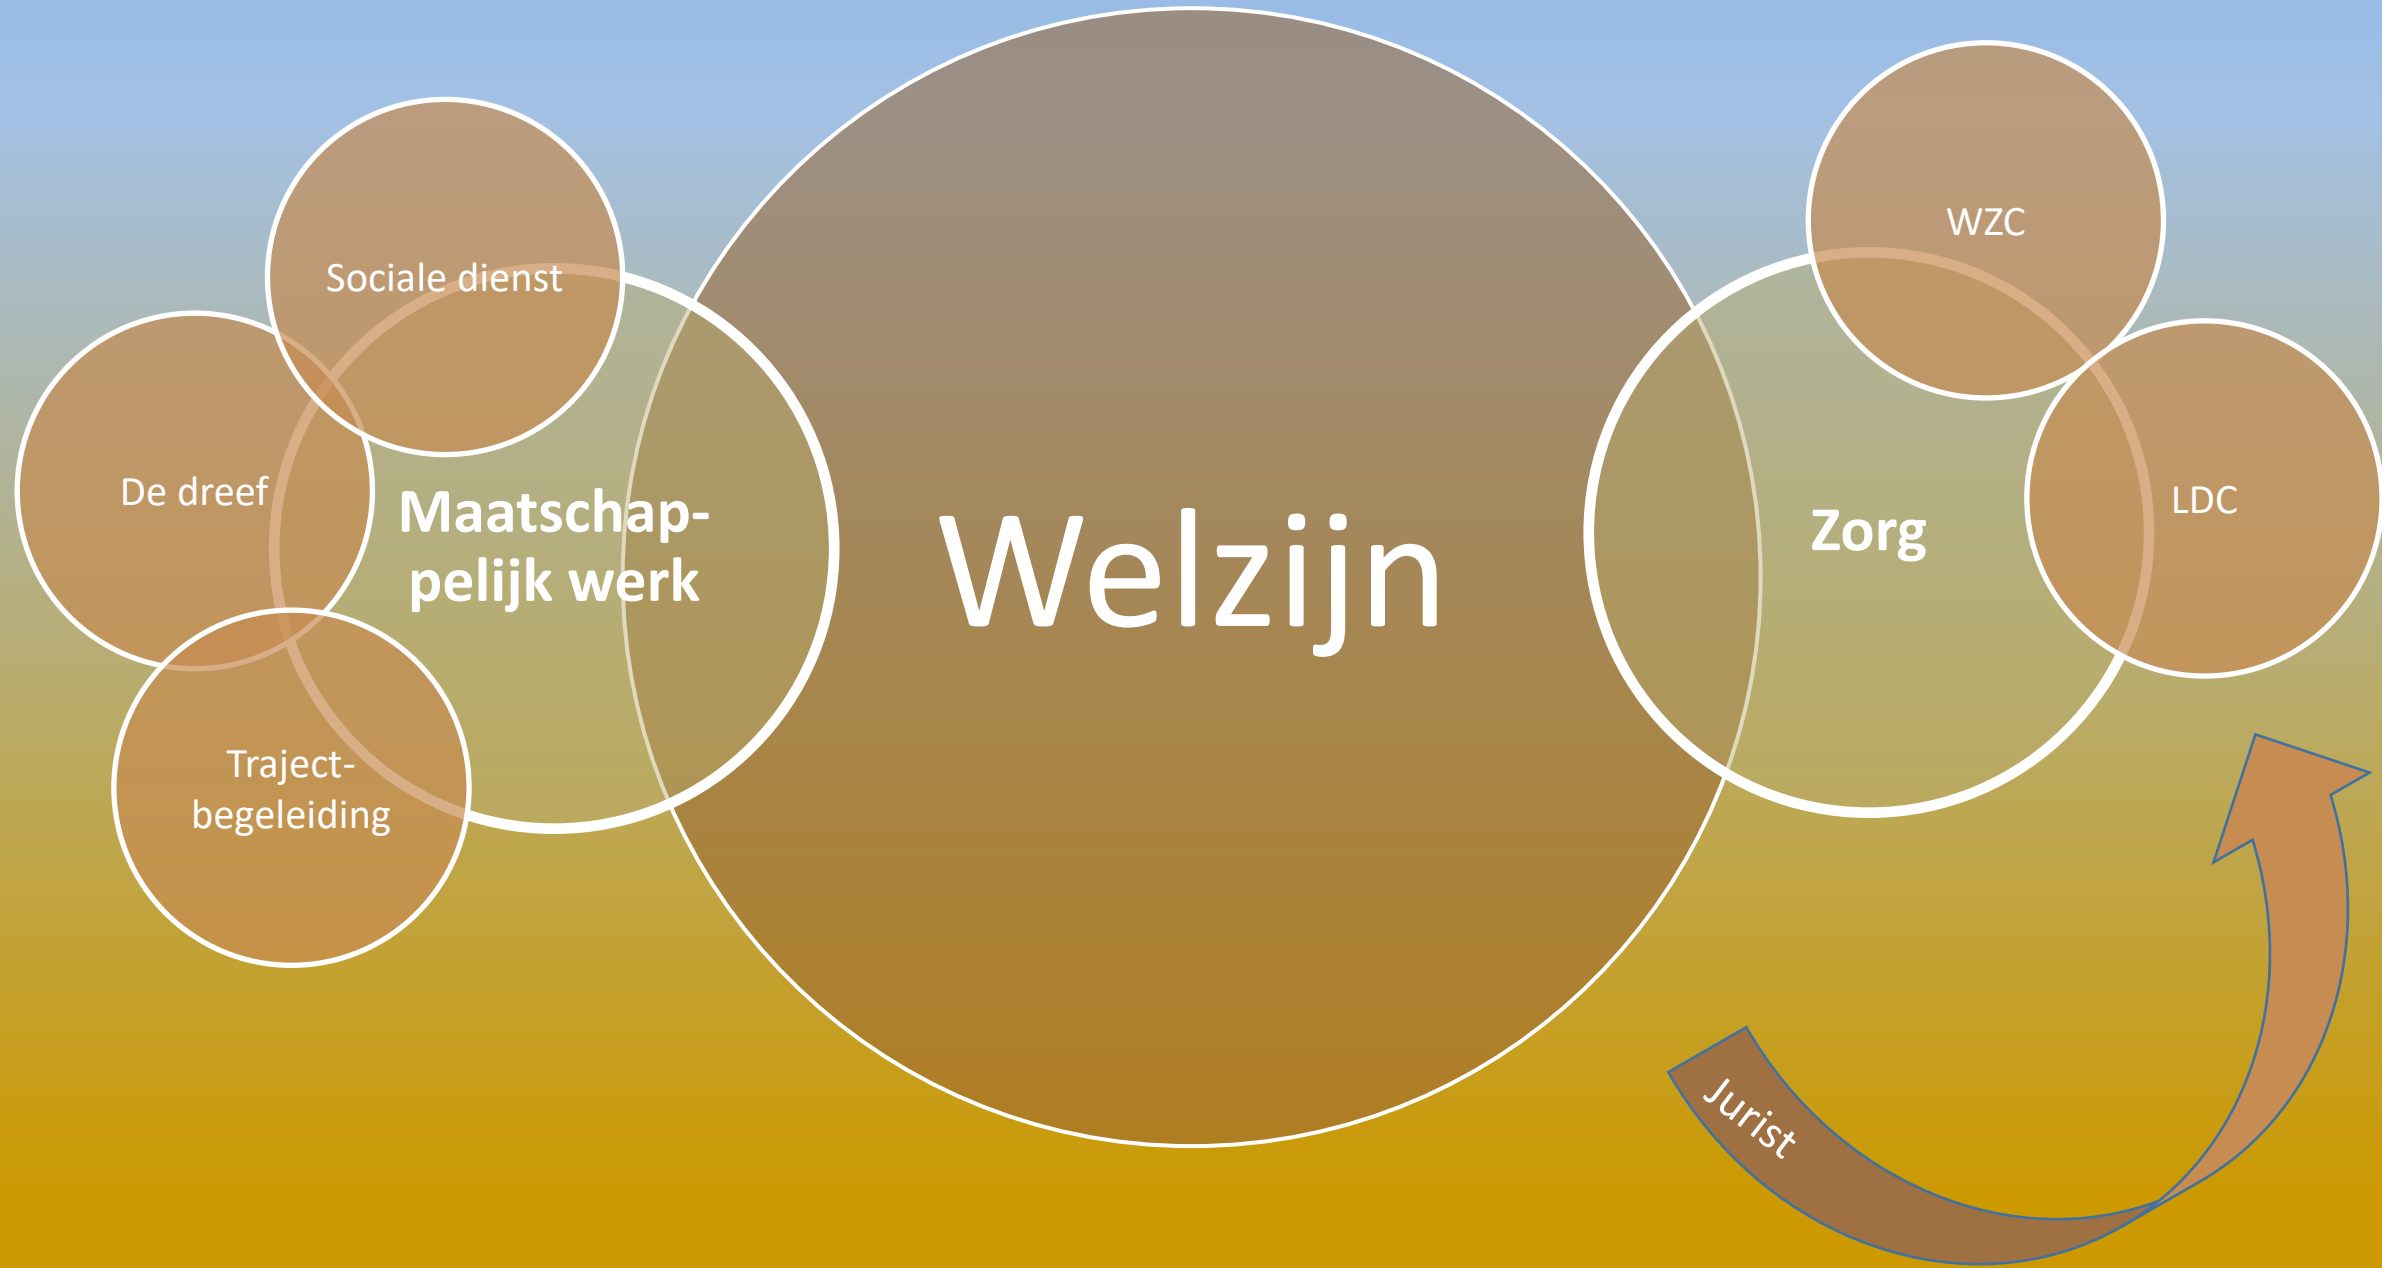 Sociale dienst
De dreef
Traject-
begeleiding
Maatschap-
pelijk werk
Welzijn
Zorg
WZC
LDC
Jurist